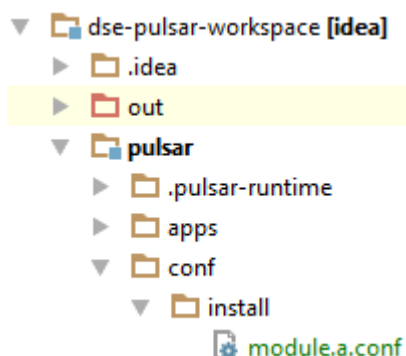 dse-pulsar-workspace [idea]
.idea
out
pulsar
.pulsar-runtime
apps
conf
install
module.a.conf